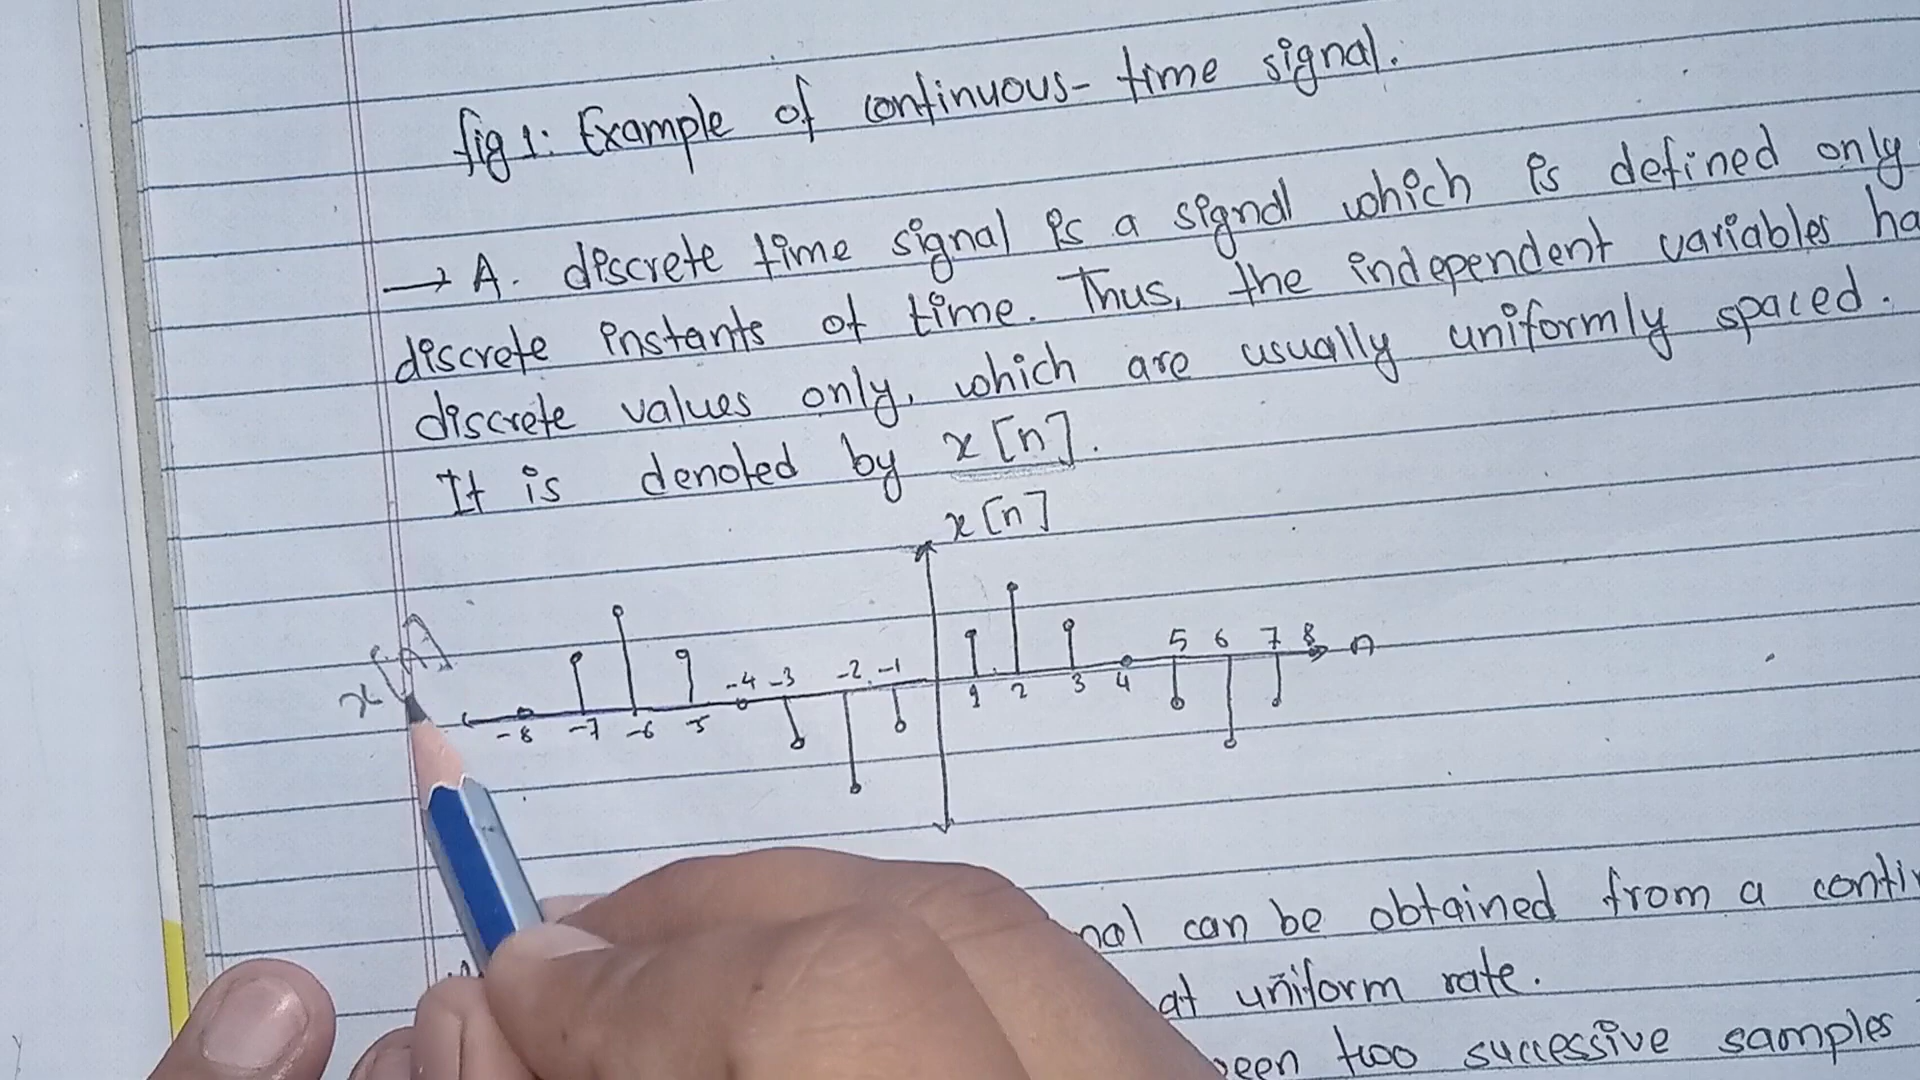 fig 1: Example of continuous-time signal.
→ A. discrete time signal is a signal which is defined only
discrete instants of time. Thus, the independent variables ha
discrete values only, which are usually uniformly spaced.
It is denoted by x[n].
x[n]
-8 -7 -6 5 -4 -3 -2 -1 1 2 3 4 5 6 7 8 n
nal can be obtained from a conti
at uniform rate.
een two successive samples